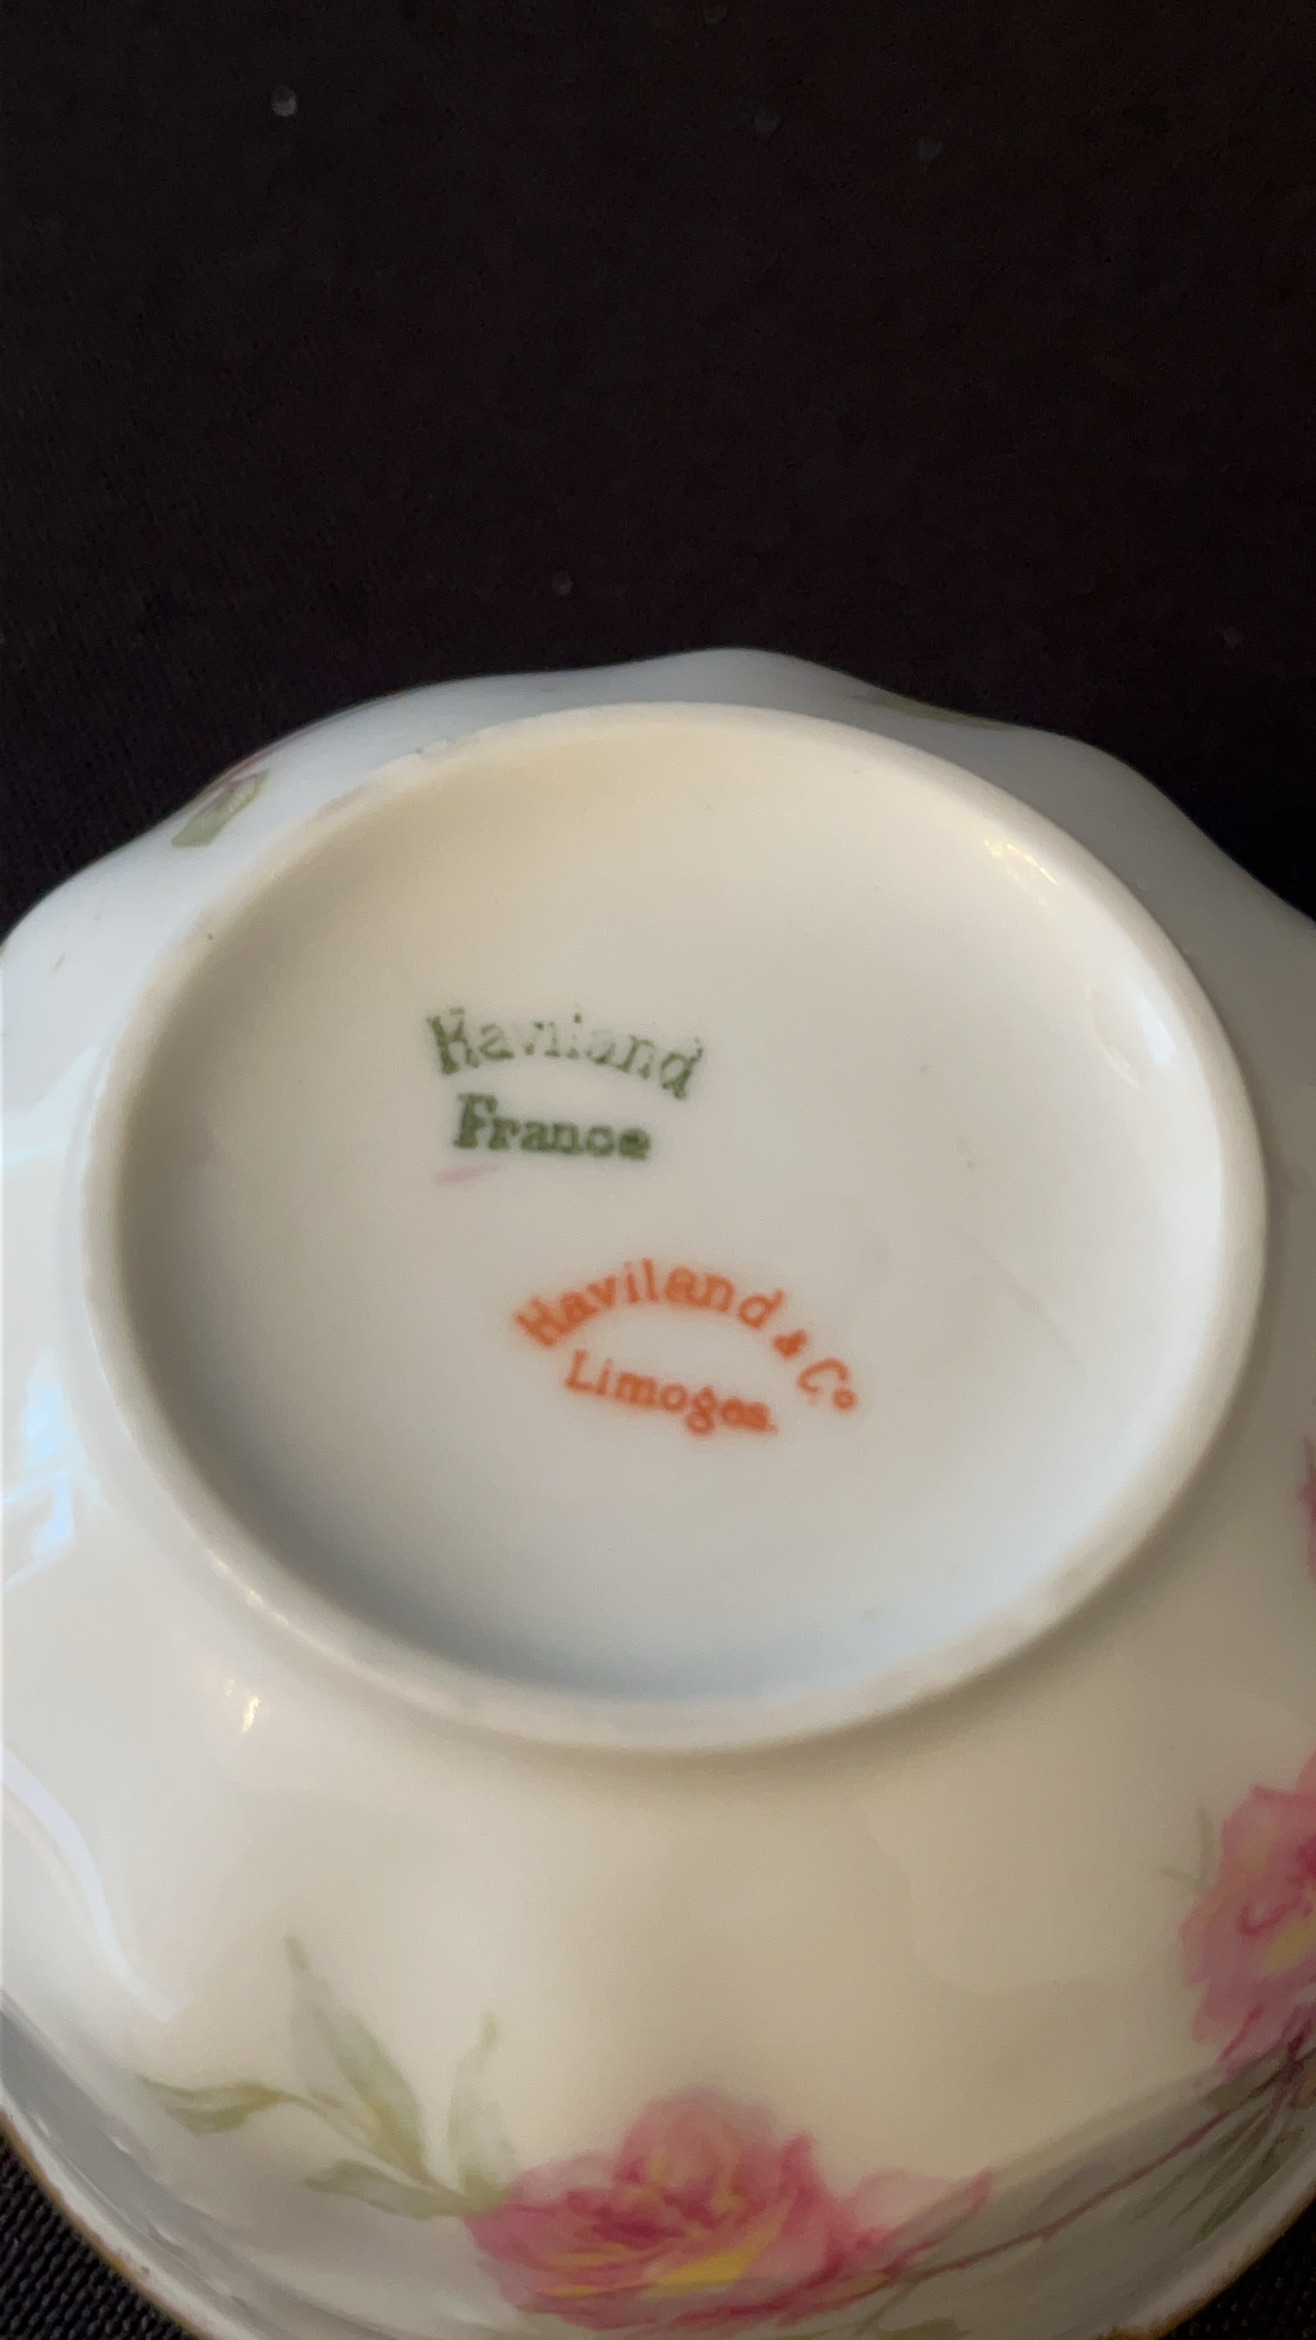 Haviland
France
Haviland & Co
Limoges.